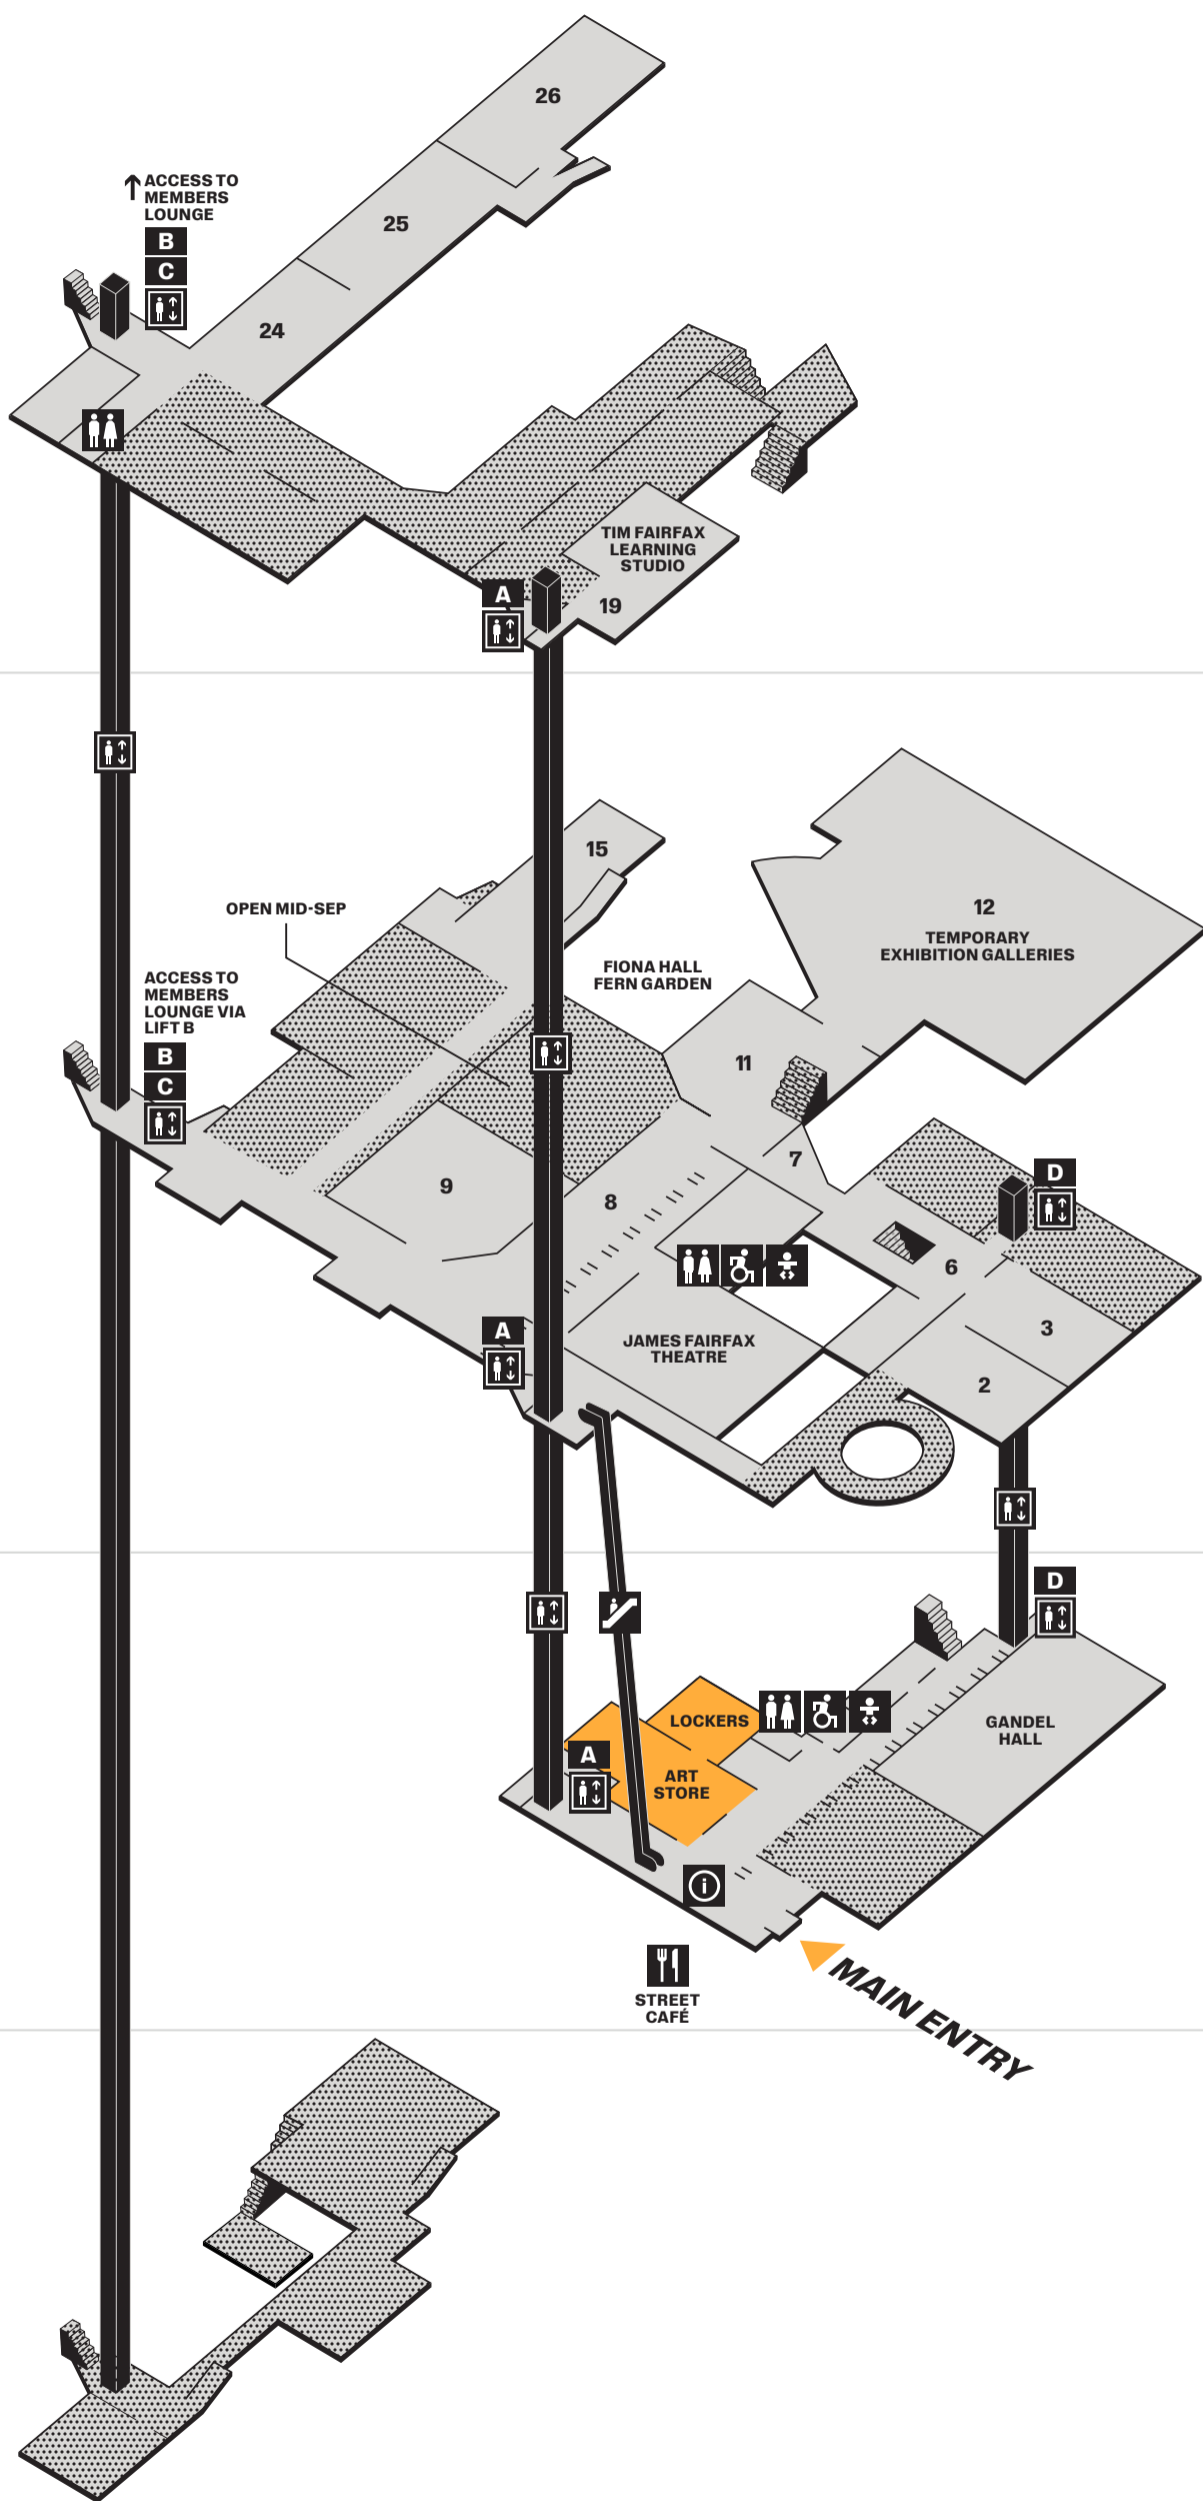 26
↑ ACCESS TO
MEMBERS
LOUNGE
B
C
25
24
TIM FAIRFAX
LEARNING
STUDIO
A
19
15
OPEN MID-SEP
12
TEMPORARY
EXHIBITION GALLERIES
FIONA HALL
FERN GARDEN
ACCESS TO
MEMBERS
LOUNGE VIA
LIFT B
B
C
11
7
D
9
8
6
A
JAMES FAIRFAX
THEATRE
3
2
D
LOCKERS
GANDEL
HALL
A
ART
STORE
i
STREET
CAFÉ
MAIN ENTRY